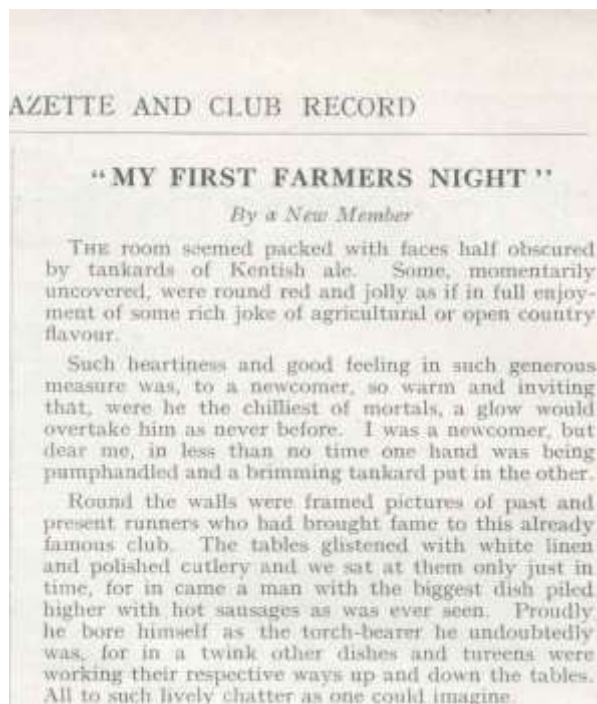 AZETTE AND CLUB RECORD
“MY FIRST FARMERS NIGHT”
By a New Member
THE room seemed packed with faces half obscured
by tankards of Kentish ale. Some, momentarily
uncovered, were round red and jolly as if in full enjoy-
ment of some rich joke of agricultural or open country
flavour.
Such heartiness and good feeling in such generous
measure was, to a newcomer, so warm and inviting
that, were he the chilliest of mortals, a glow would
overtake him as never before. I was a newcomer, but
dear me, in less than no time one hand was being
pumphandled and a brimming tankard put in the other.
Round the walls were framed pictures of past and
present runners who had brought fame to this already
famous club. The tables glistened with white linen
and polished cutlery and we sat at them only just in
time, for in came a man with the biggest dish piled
higher with hot sausages as was ever seen. Proudly
he bore himself as the torch-bearer he undoubtedly
was, for in a twink other dishes and tureens were
working their respective ways up and down the tables.
All to such lively chatter as one could imagine.